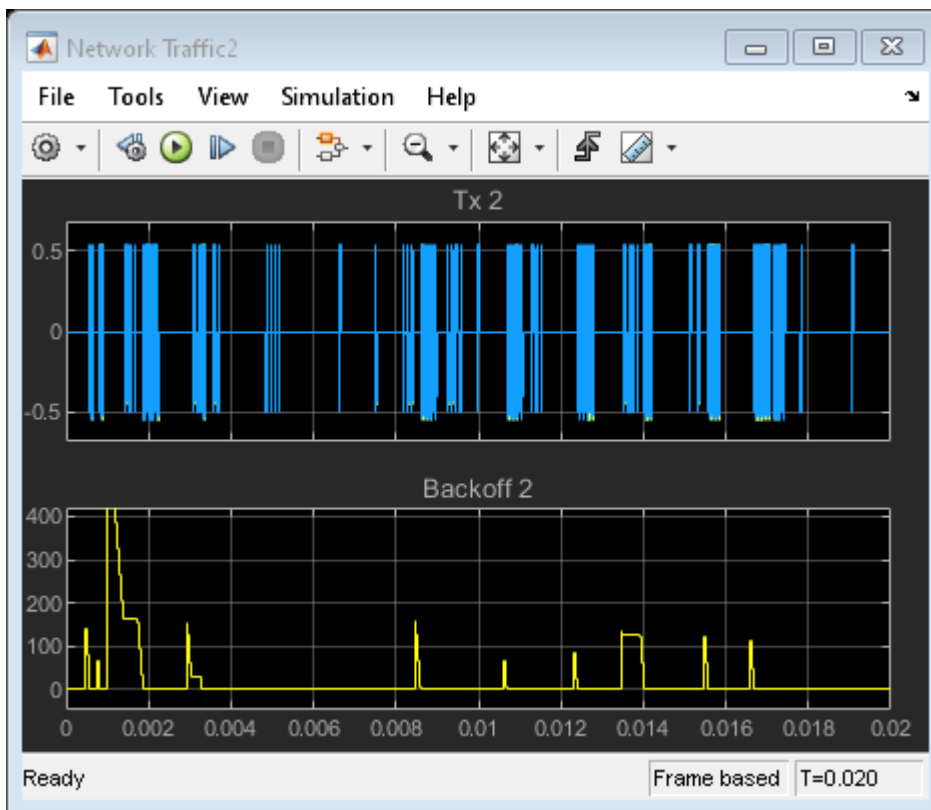 Network Traffic2
File Tools View Simulation Help
Tx 2
0.5
0
-0.5
Backoff 2
400
300
200
100
0
0 0.002 0.004 0.006 0.008 0.01 0.012 0.014 0.016 0.018 0.02
Ready Frame based T=0.020